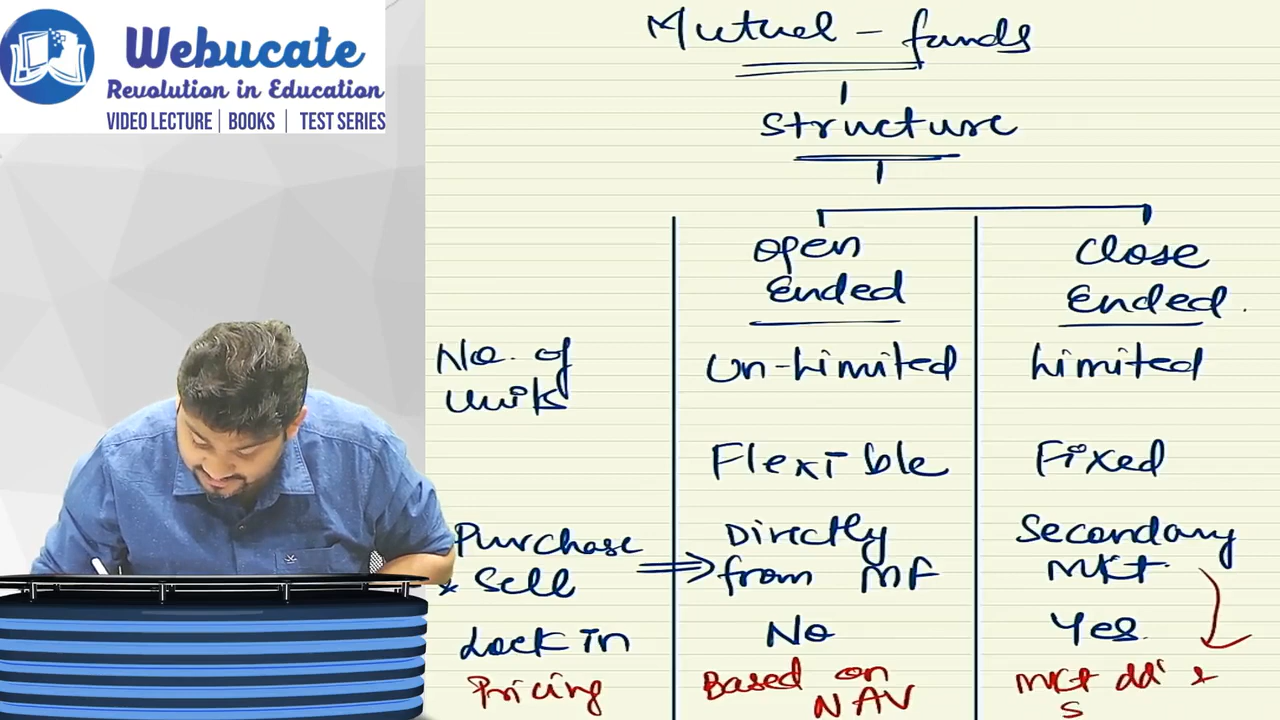 Webucate
Revolution in Education
VIDEO LECTURE | BOOKS | TEST SERIES
Mutual - funds
Structure
Open Ended
Close Ended.
No. of Units
Un-Limited
Limited
Flexible
Fixed
Purchase & Sell
Directly from MF
Secondary Mkt.
Lock in
No
Yes.
Pricing
Based on NAV
Mkt dd' & S